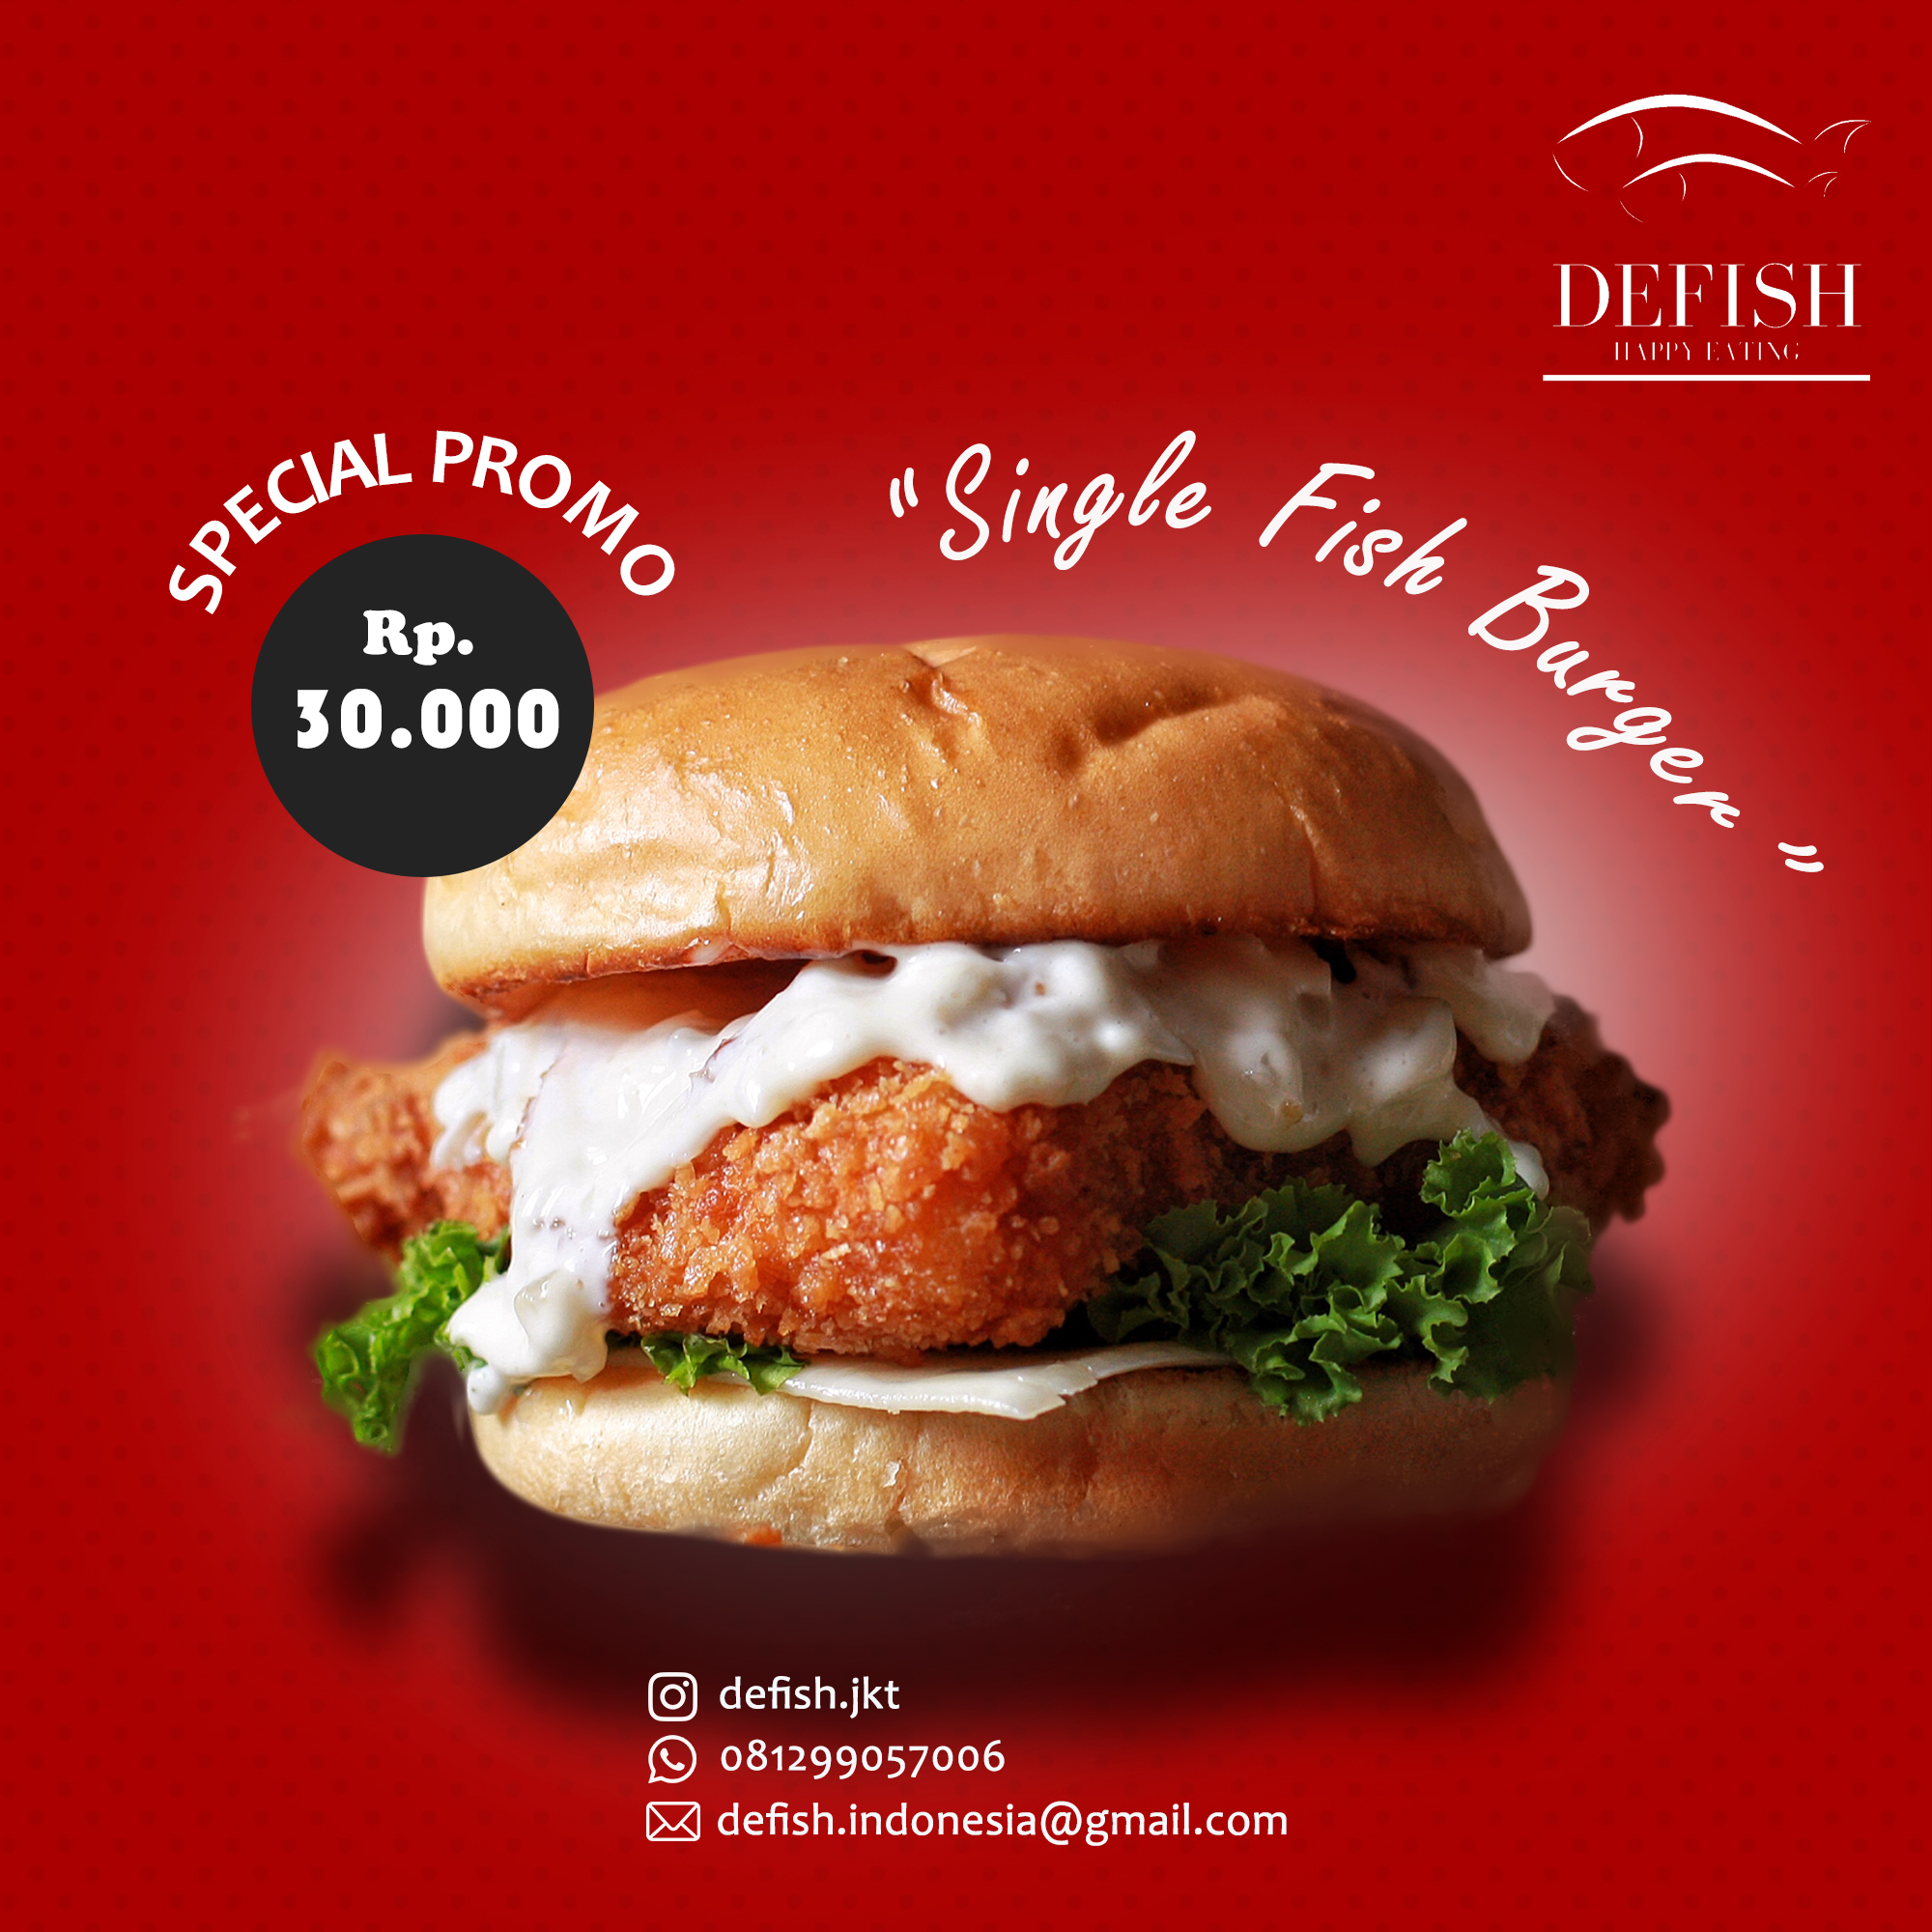 DEFISH
HAPPY EATING
SPECIAL PROMO
Rp.
30.000
"Single Fish Burger"
defish.jkt
081299057006
defish.indonesia@gmail.com